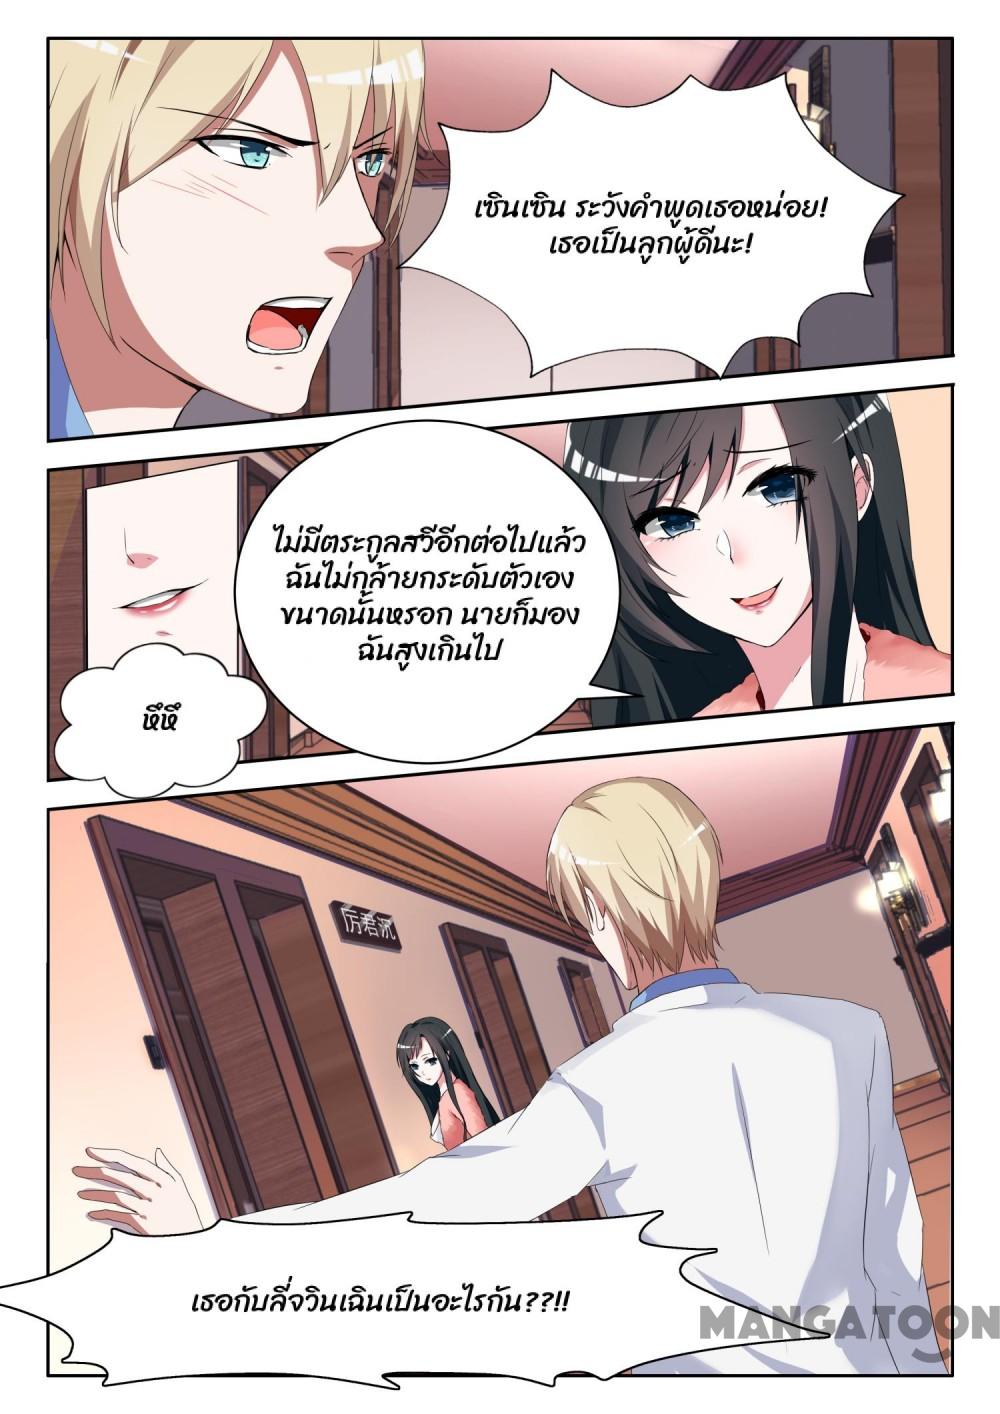 เซินเซิน ระวังคำพูดเธอหน่อย!
เธอเป็นลูกผู้ดีนะ!
ไม่มีตระกูลสวีอีกต่อไปแล้ว
ฉันไม่กล้ายกระดับตัวเอง
ขนาดนั้นหรอก นายก็มอง
ฉันสูงเกินไป
หึหึ
厉君沉
เธอกับลี่จวินเฉินเป็นอะไรกัน??!!
MANGATOON